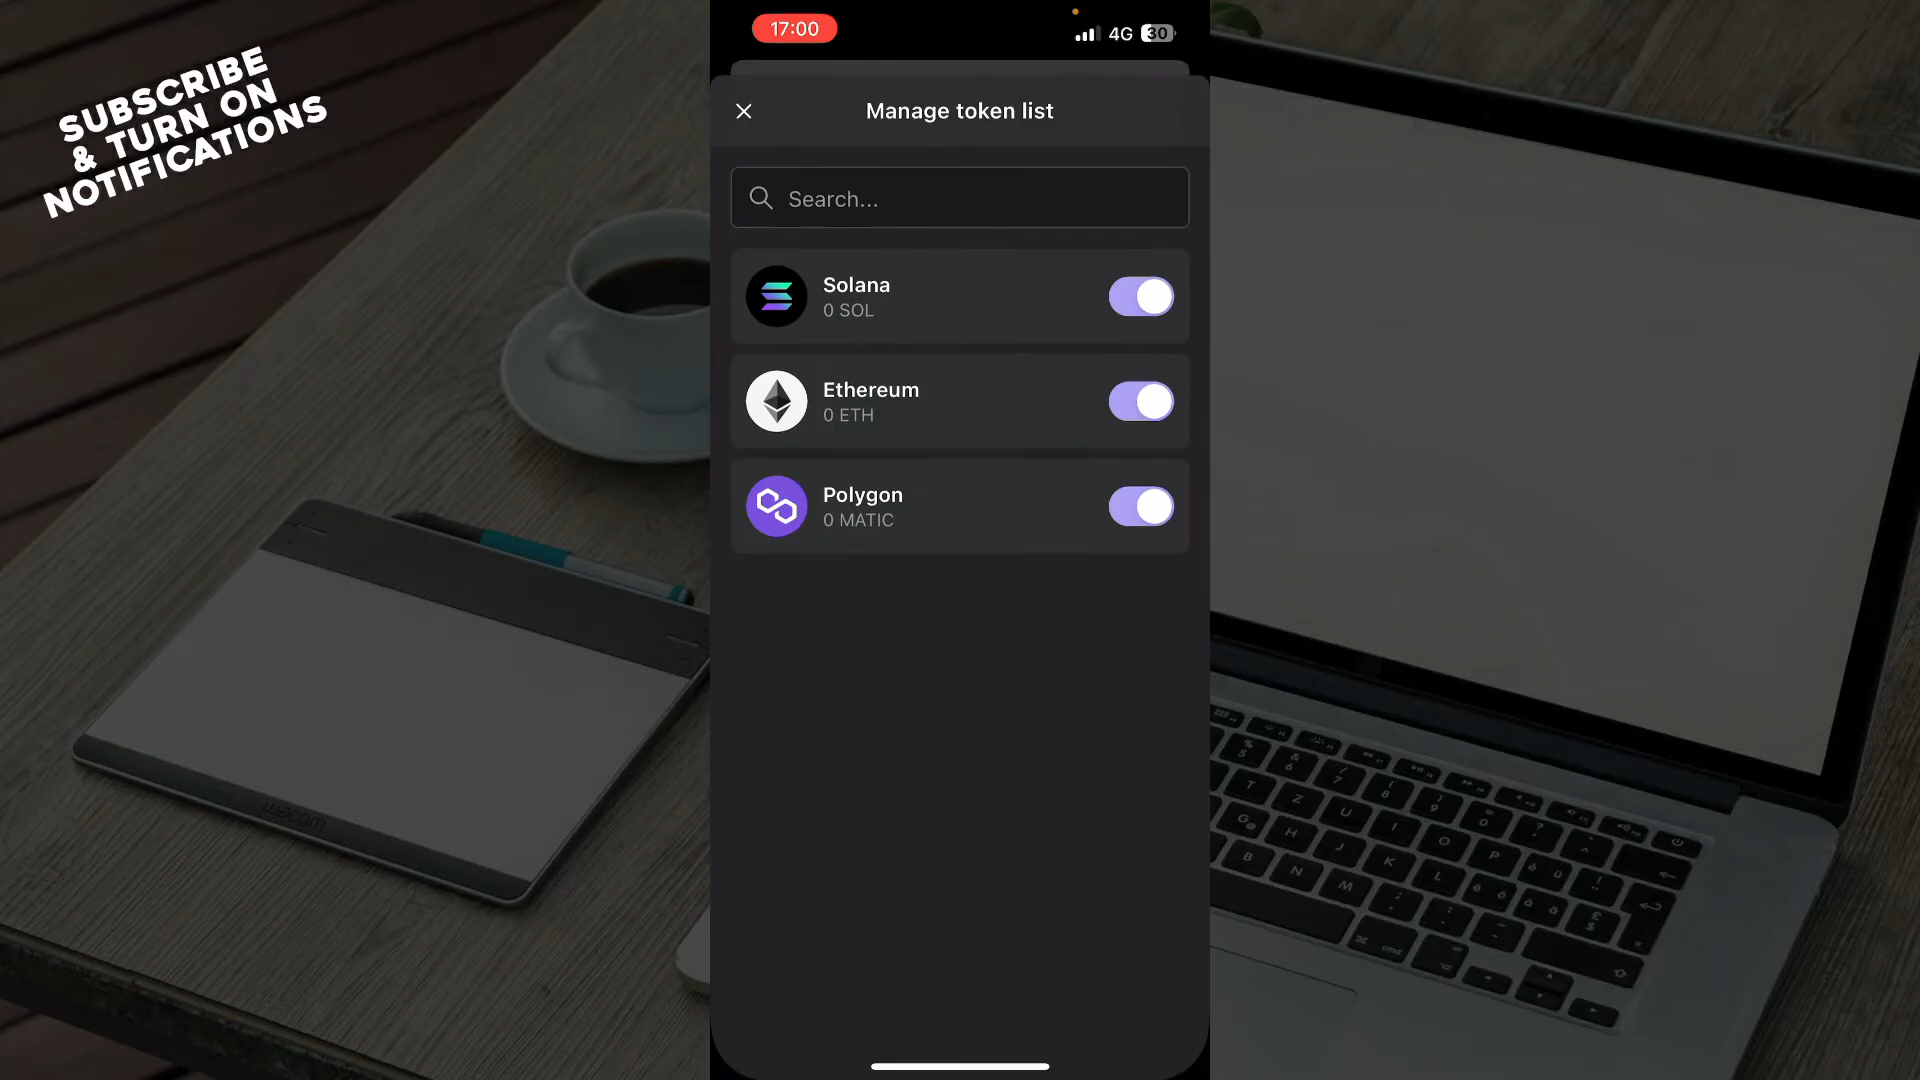 SUBSCRIBE
& TURN ON
NOTIFICATIONS
17:00
4G 30
Manage token list
Search...
Solana
0 SOL
Ethereum
0 ETH
Polygon
0 MATIC
wacom